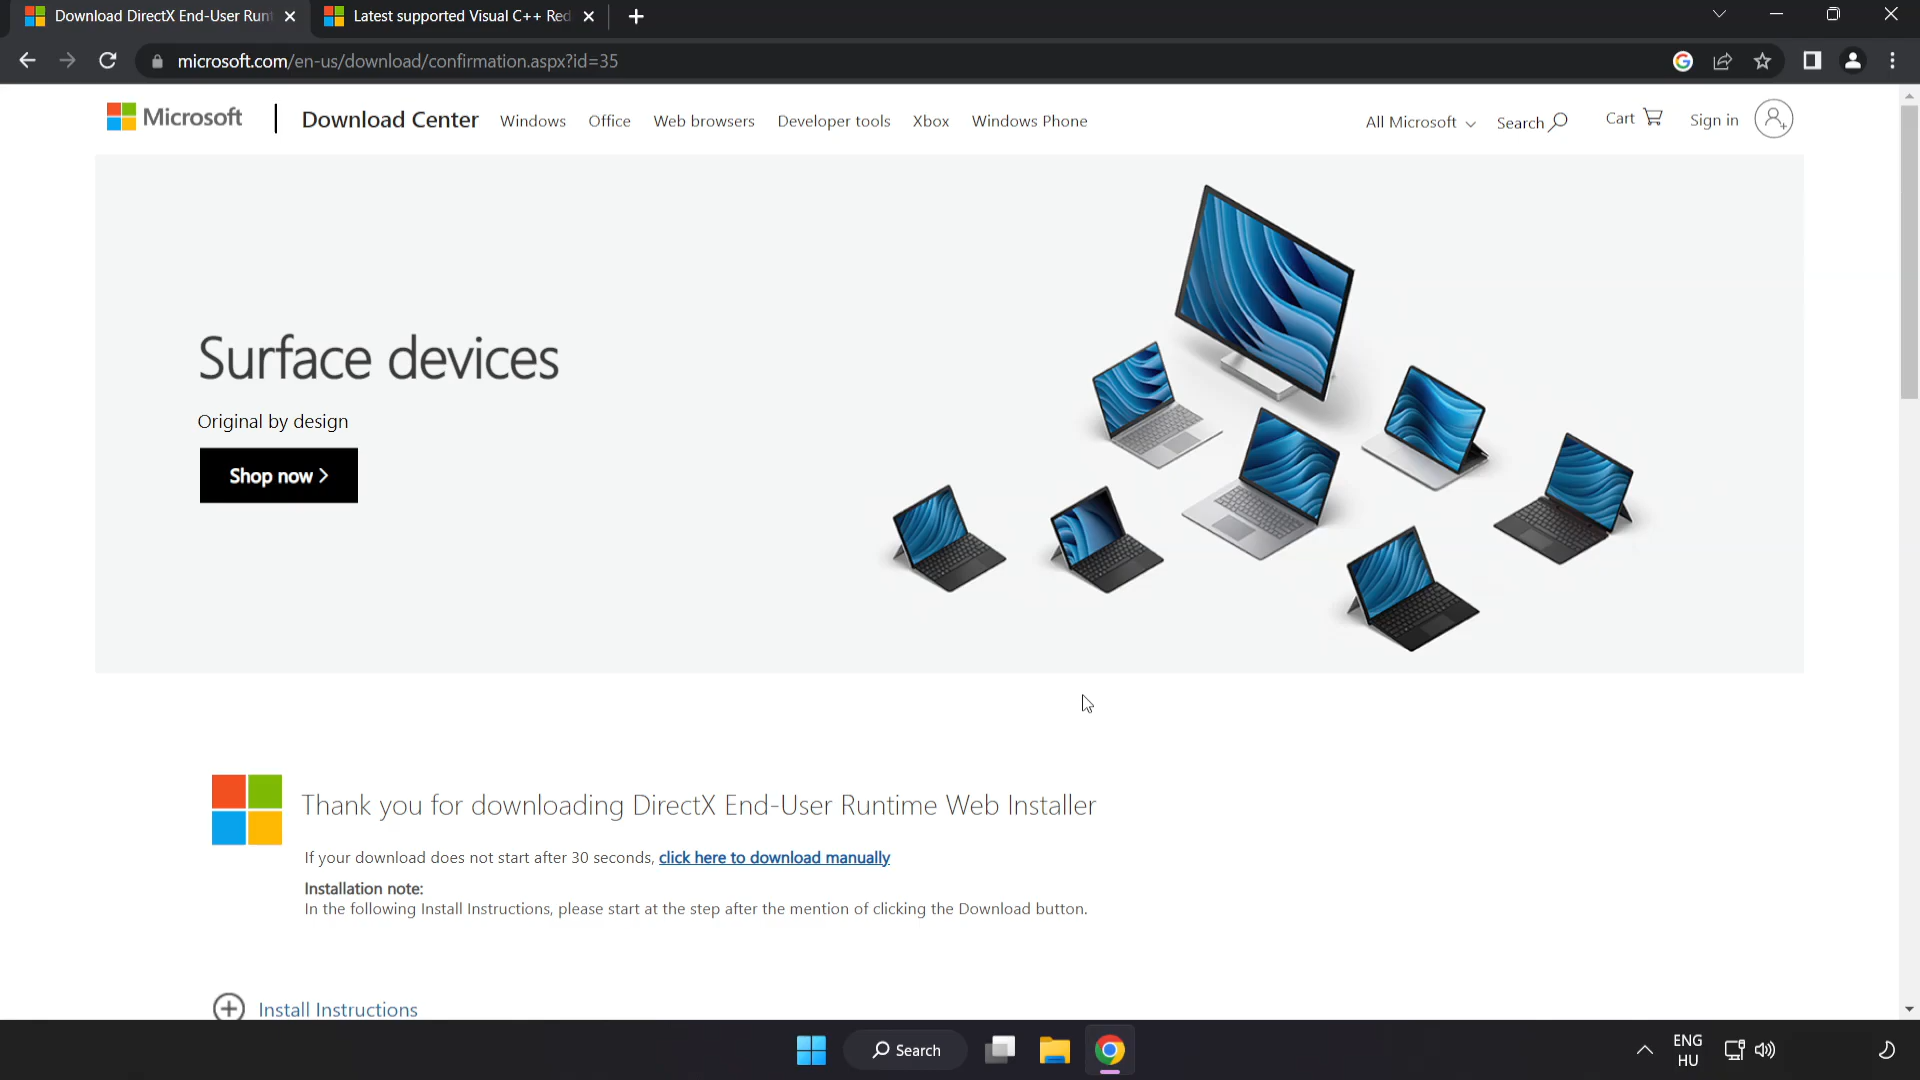 Download DirectX End-User Runt
Latest supported Visual C++ Red
microsoft.com/en-us/download/confirmation.aspx?id=35
Microsoft
Download Center
Windows
Office
Web browsers
Developer tools
Xbox
Windows Phone
All Microsoft
Search
Cart
Sign in
Surface devices
Original by design
Shop now >
Thank you for downloading DirectX End-User Runtime Web Installer
If your download does not start after 30 seconds, click here to download manually
Installation note:
In the following Install Instructions, please start at the step after the mention of clicking the Download button.
Install Instructions
Search
ENG
HU